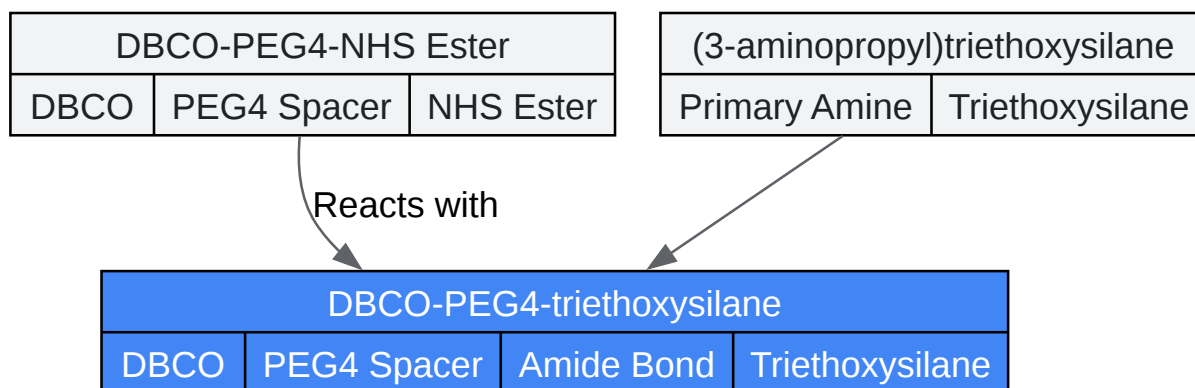 DBCO-PEG4-NHS Ester
DBCO PEG4 Spacer NHS Ester
(3-aminopropyl)triethoxysilane
Primary Amine Triethoxysilane
Reacts with
DBCO-PEG4-triethoxysilane
DBCO PEG4 Spacer Amide Bond Triethoxysilane